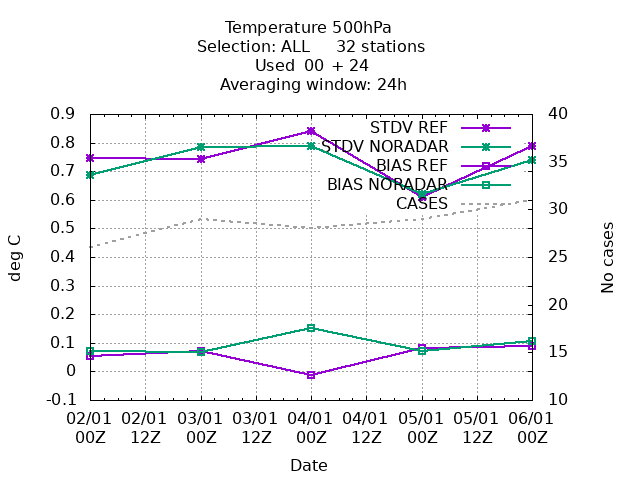 Temperature 500hPa
Selection: ALL     32 stations
Used  00 + 24
Averaging window: 24h
0.9
0.8
0.7
0.6
0.5
0.4
0.3
0.2
0.1
0
-0.1
deg C
40
35
30
25
20
15
10
No cases
STDV REF
STDV NORADAR
BIAS REF
BIAS NORADAR
CASES
02/01 02/01 03/01 03/01 04/01 04/01 05/01 05/01 06/01
00Z 12Z 00Z 12Z 00Z 12Z 00Z 12Z 00Z
Date